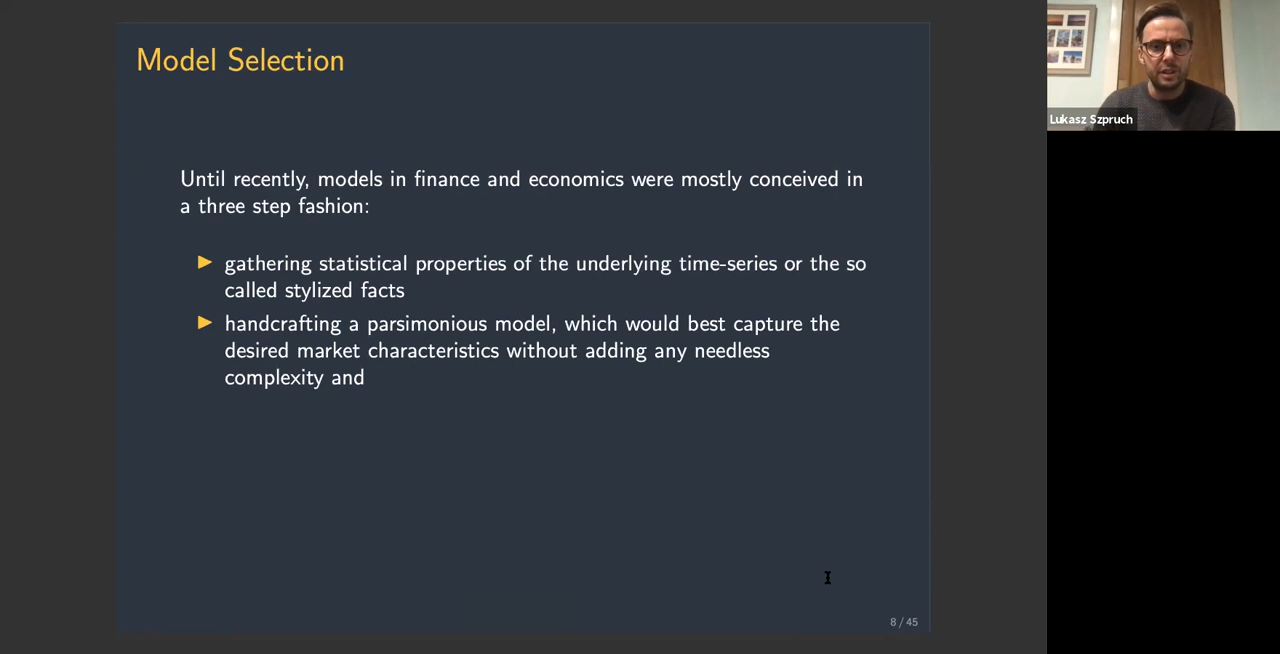 Model Selection
Until recently, models in finance and economics were mostly conceived in
a three step fashion:
gathering statistical properties of the underlying time-series or the so
called stylized facts
handcrafting a parsimonious model, which would best capture the
desired market characteristics without adding any needless
complexity and
8 / 45
Lukasz Szpruch